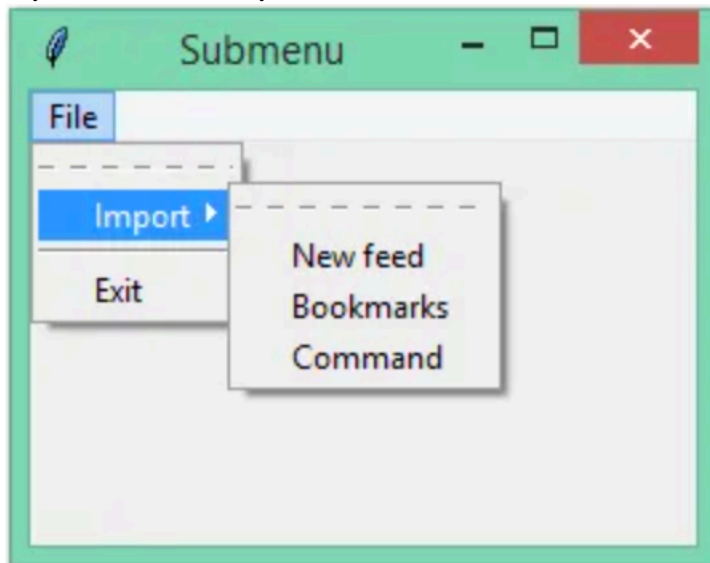 Submenu
File
Import
New feed
Exit
Bookmarks
Command